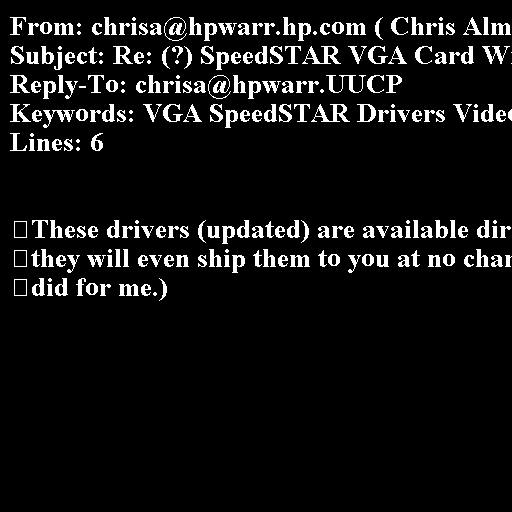 From: chrisa@hpwarr.hp.com ( Chris Alm
Subject: Re: (?) SpeedSTAR VGA Card W
Reply-To: chrisa@hpwarr.UUCP
Keywords: VGA SpeedSTAR Drivers Vide
Lines: 6
These drivers (updated) are available dir
they will even ship them to you at no char
did for me.)